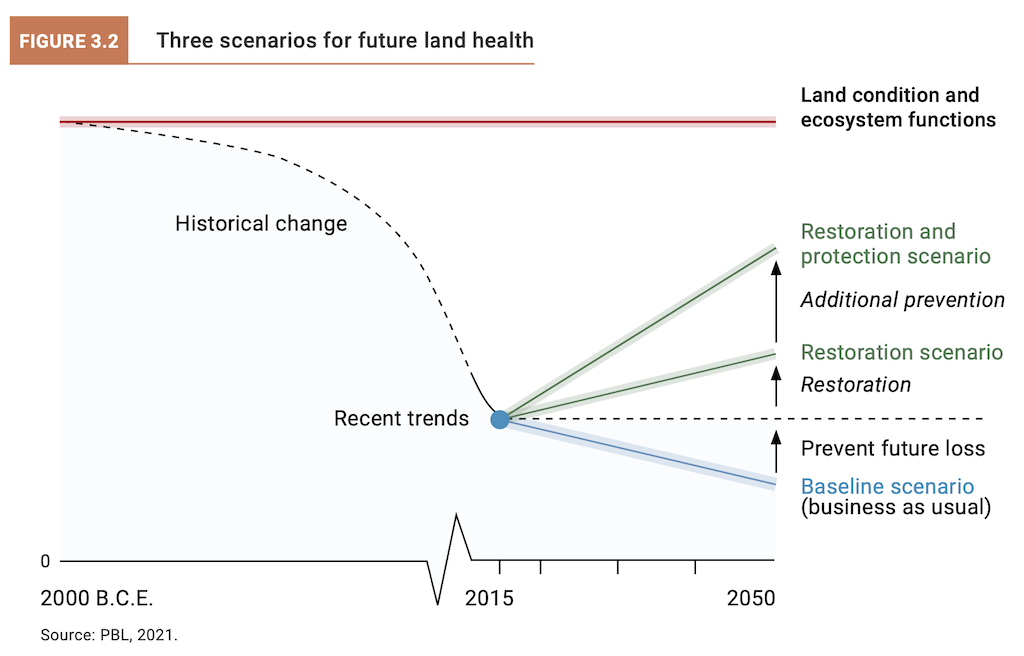 FIGURE 3.2
Three scenarios for future land health
Land condition and
ecosystem functions
Historical change
Restoration and
protection scenario
Additional prevention
Restoration scenario
Restoration
Recent trends
Prevent future loss
Baseline scenario
(business as usual)
0
2000 B.C.E.
2015
2050
Source: PBL, 2021.